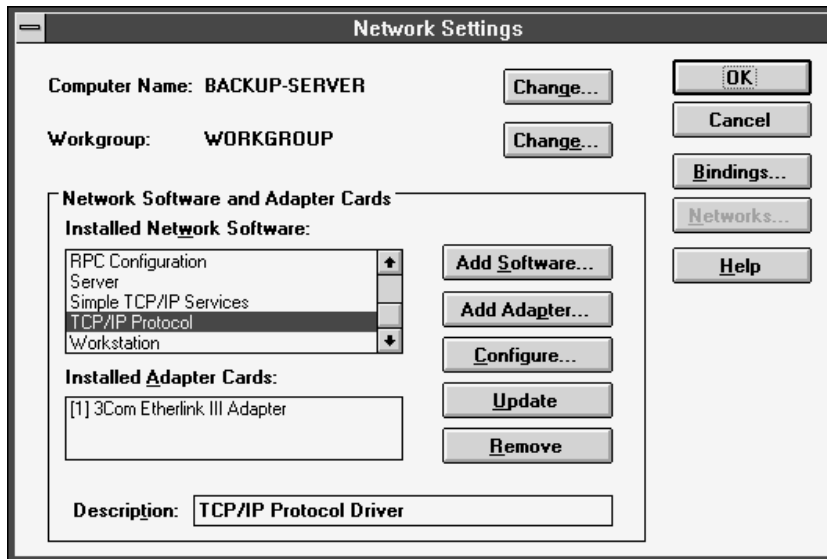 Network Settings
Computer Name: BACKUP-SERVER Change... OK
Cancel
Workgroup: WORKGROUP Change...
Bindings...
Network Software and Adapter Cards
Networks...
Installed Network Software:
RPC Configuration
Server
Simple TCP/IP Services
TCP/IP Protocol
Workstation
Add Software...
Help
Add Adapter...
Configure...
Installed Adapter Cards:
[1] 3Com Etherlink III Adapter
Update
Remove
Description: TCP/IP Protocol Driver